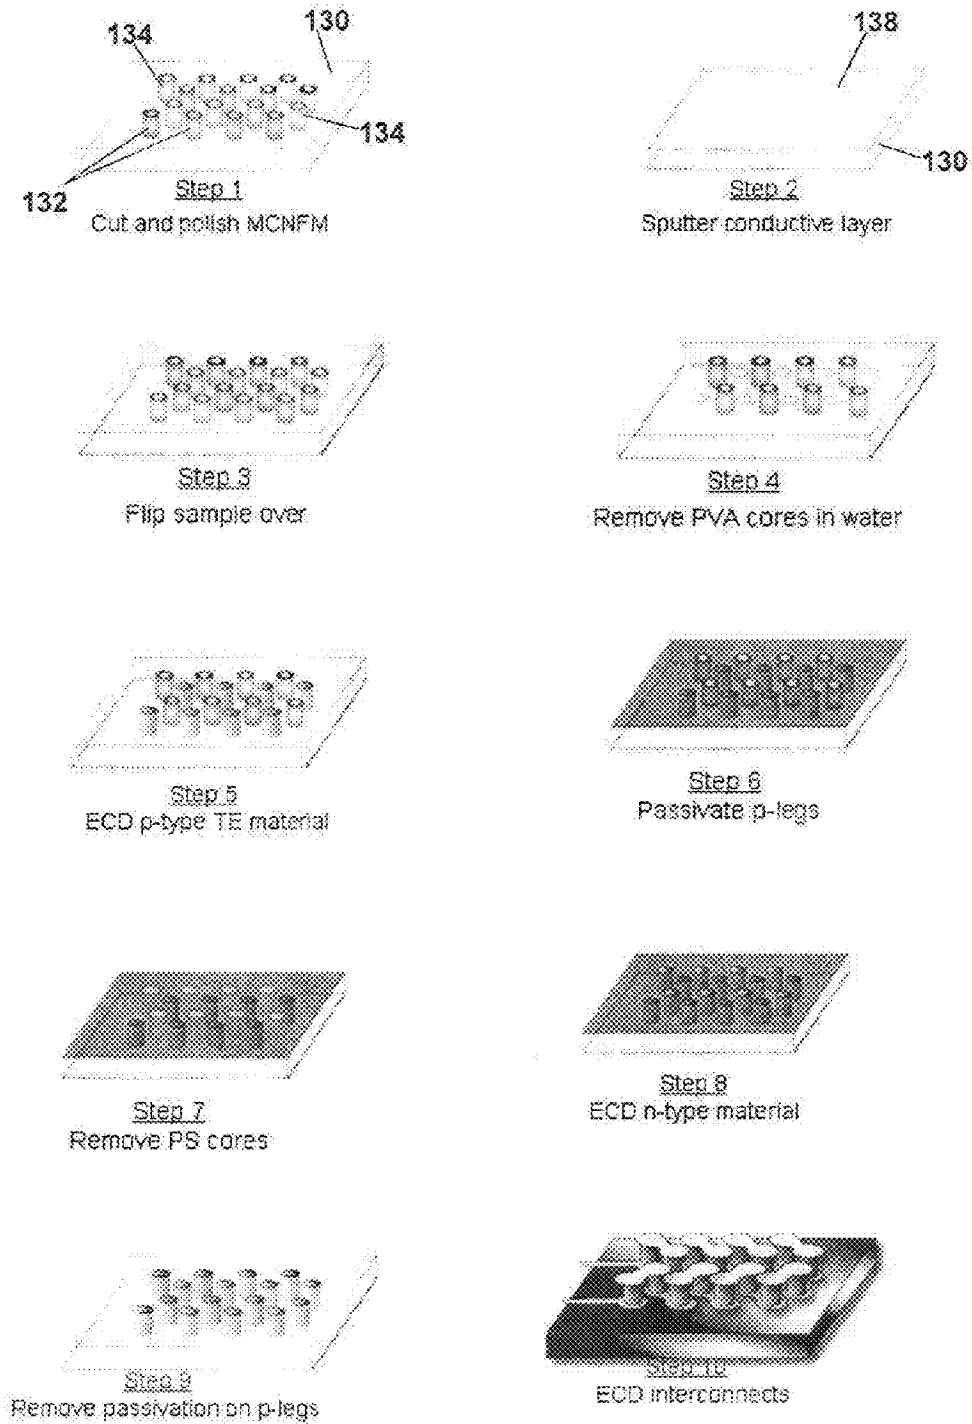 134
130
134
132
Step 1
Cut and polish MCNFM
138
130
Step 2
Sputter conductive layer
Step 3
Flip sample over
Step 4
Remove PVA cores in water
Step 5
ECD p-type TE material
Step 6
Passivate p-legs
Step 7
Remove PS cores
Step 8
ECD n-type material
Step 9
Remove passivation on p-legs
Step 10
ECD interconnects